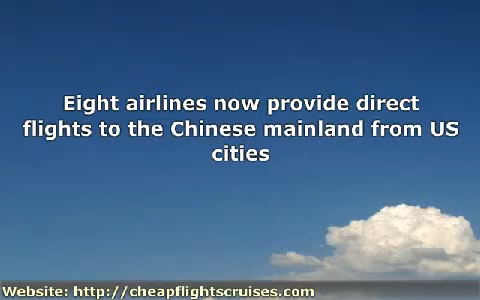 Eight airlines now provide direct
flights to the Chinese mainland from US
cities
Website: http://cheapflightscruises.com